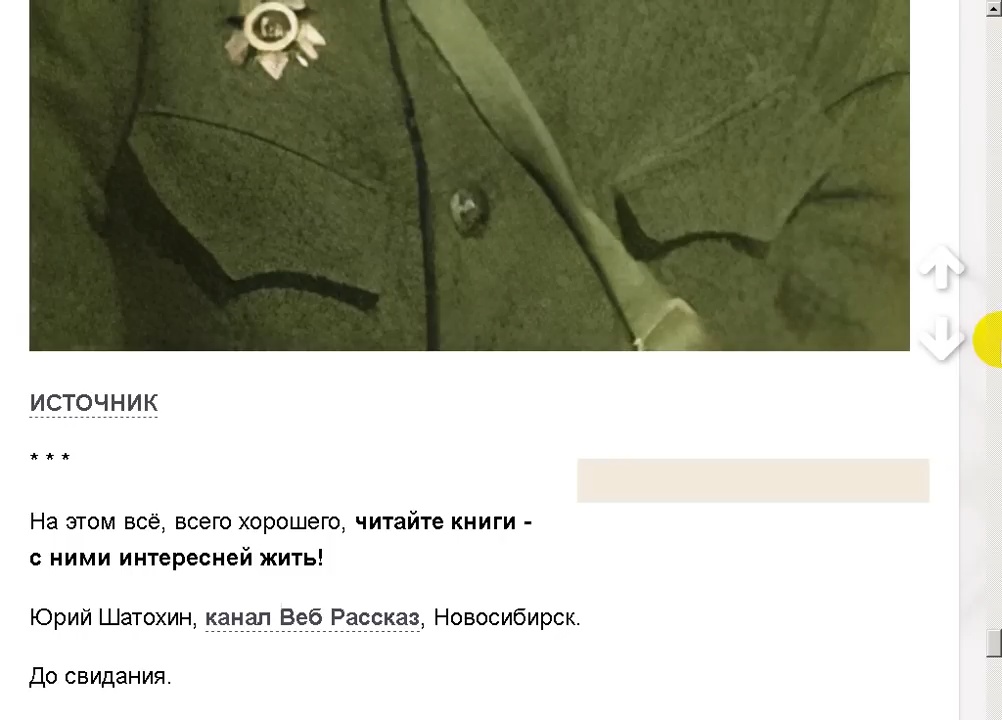 ИСТОЧНИК
* * *
На этом всё, всего хорошего, читайте книги -
с ними интересней жить!
Юрий Шатохин, канал Веб Рассказ, Новосибирск.
До свидания.